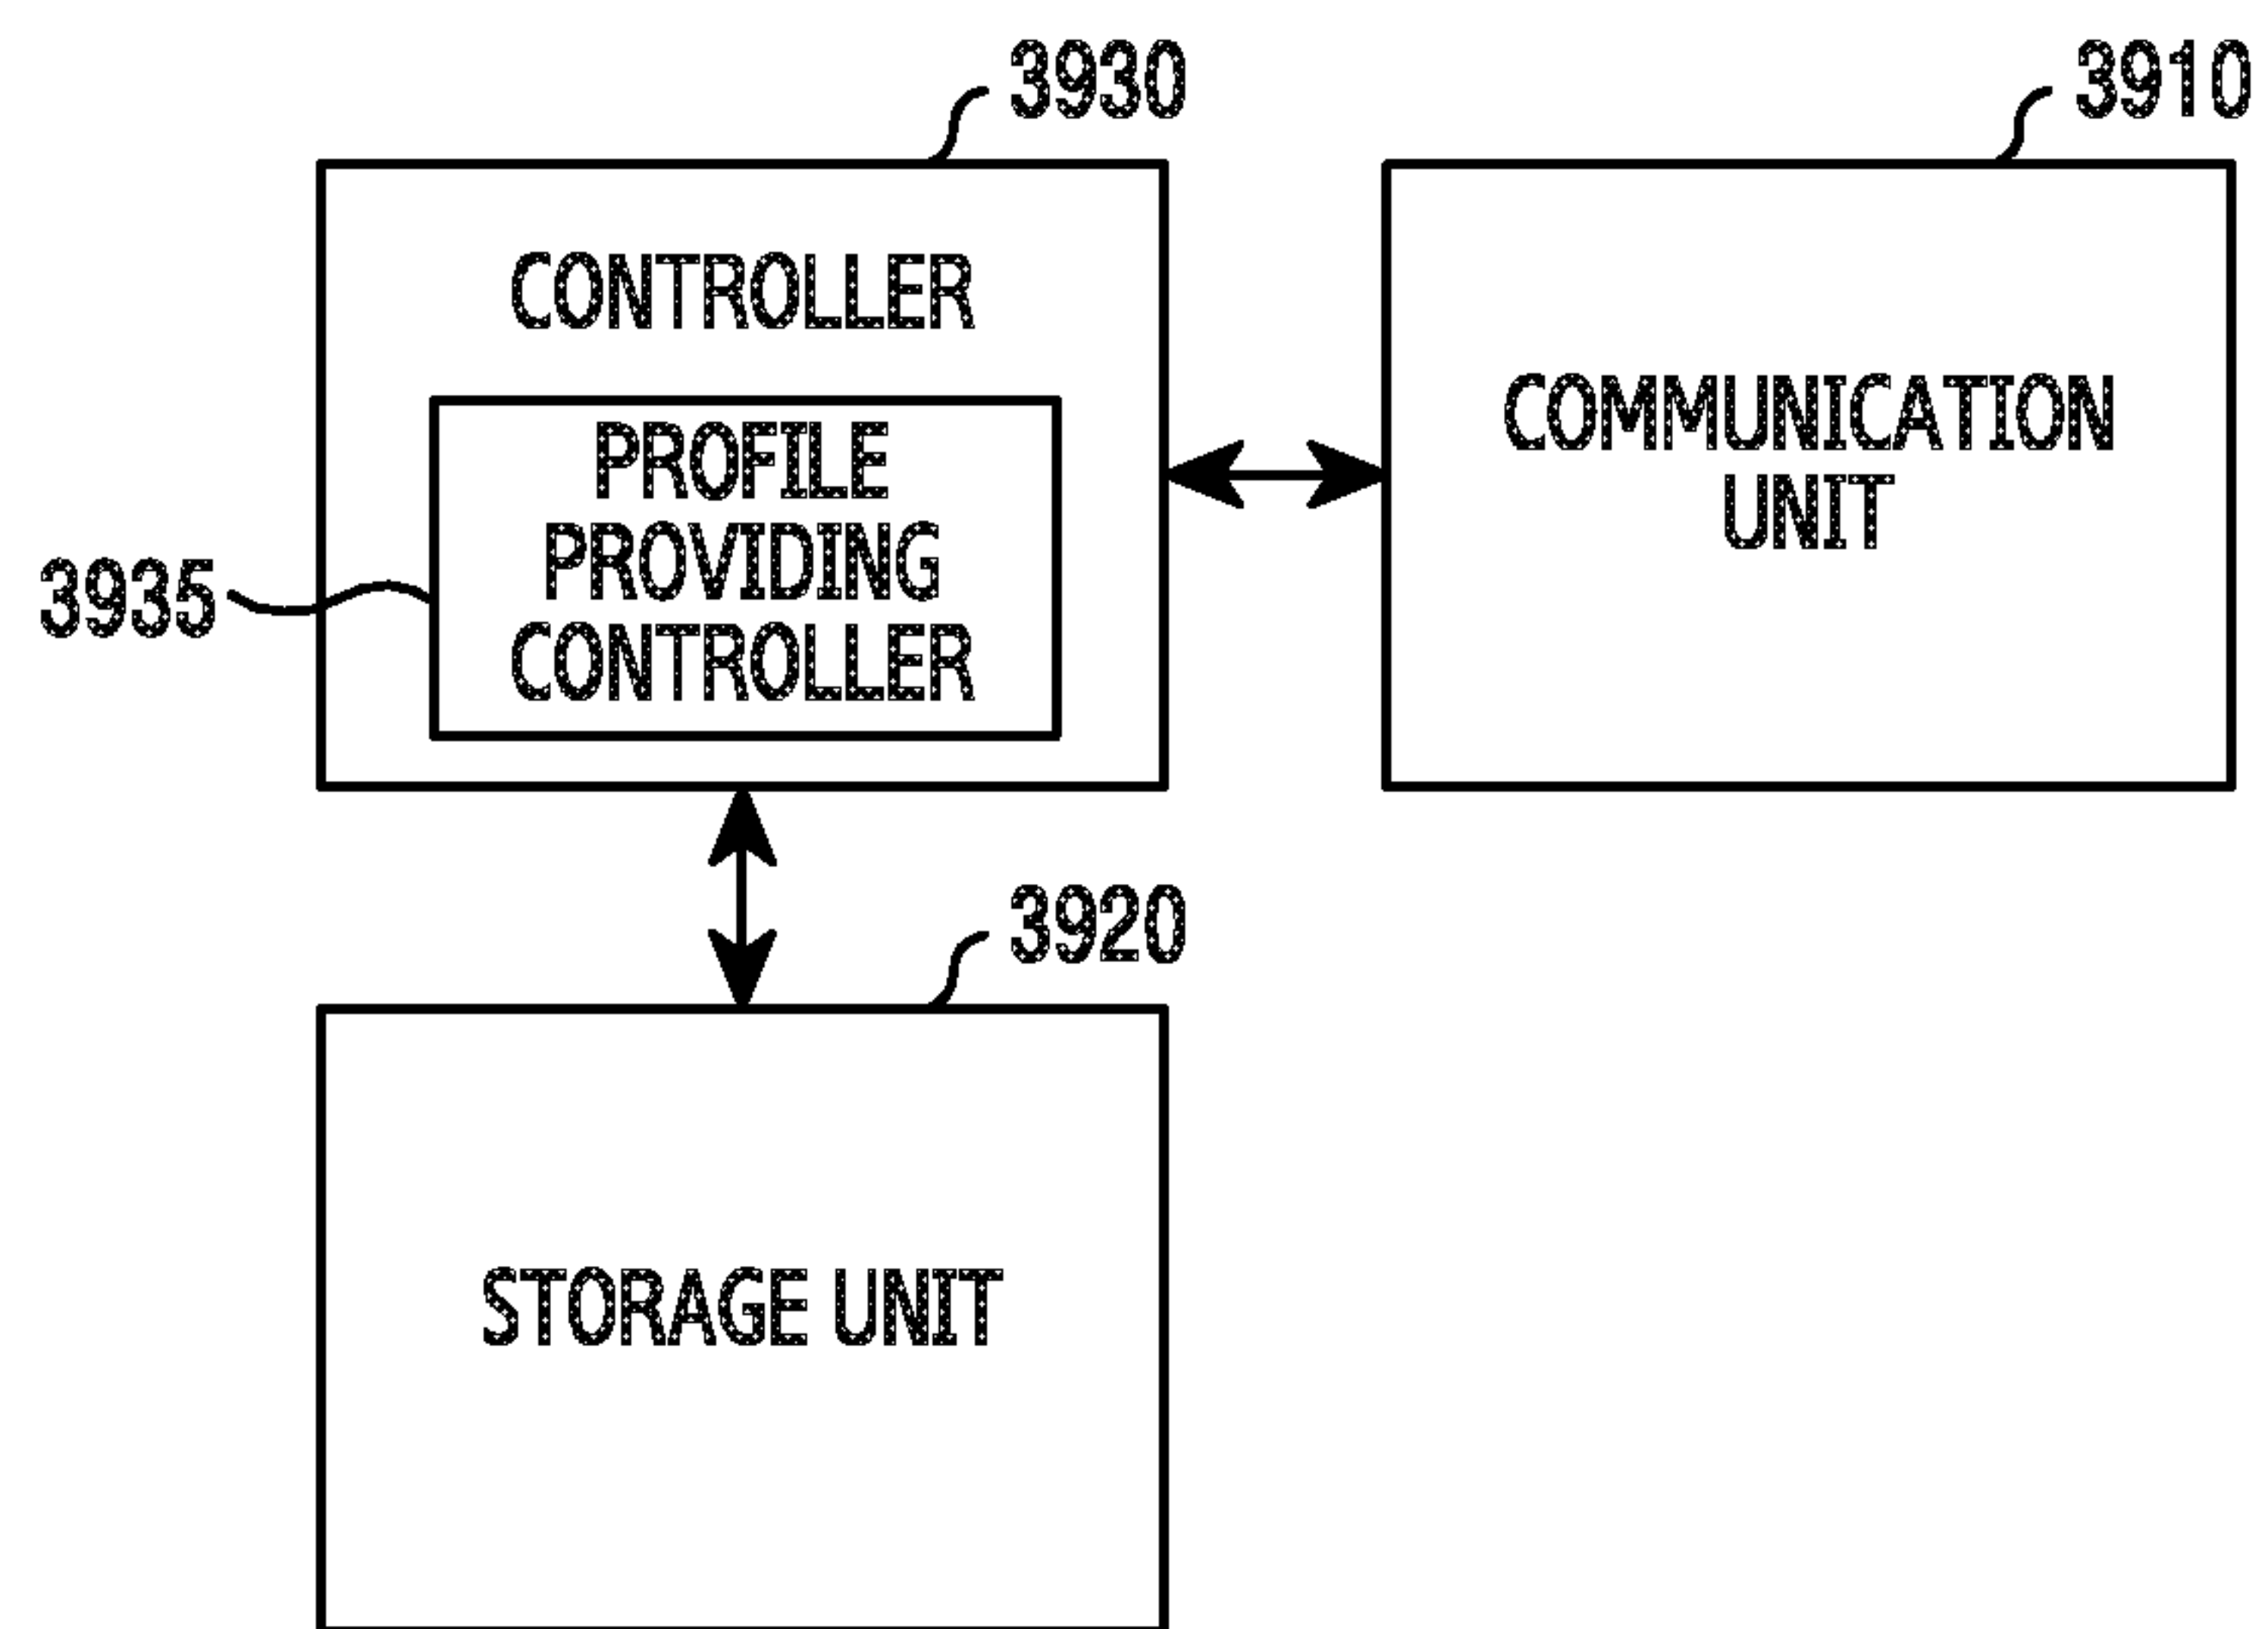 3930
3910
CONTROLLER
COMMUNICATION
UNIT
PROFILE
PROVIDING
CONTROLLER
3935
3920
STORAGE UNIT